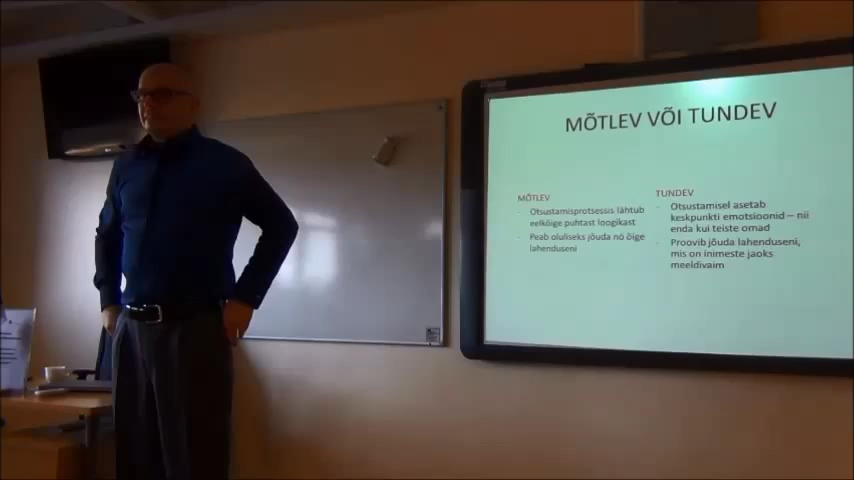 MÕTLEV VÕI TUNDEV
MÕTLEV
- Otsustamisprotsessis lähtub
eelkõige puhtast loogikast
- Peab oluliseks jõuda nö õige
lahenduseni
TUNDEV
- Otsustamisel asetab
keskpunkti emotsioonid – nii
enda kui teiste omad
- Proovib jõuda lahenduseni,
mis on inimeste jaoks
meeldivaim